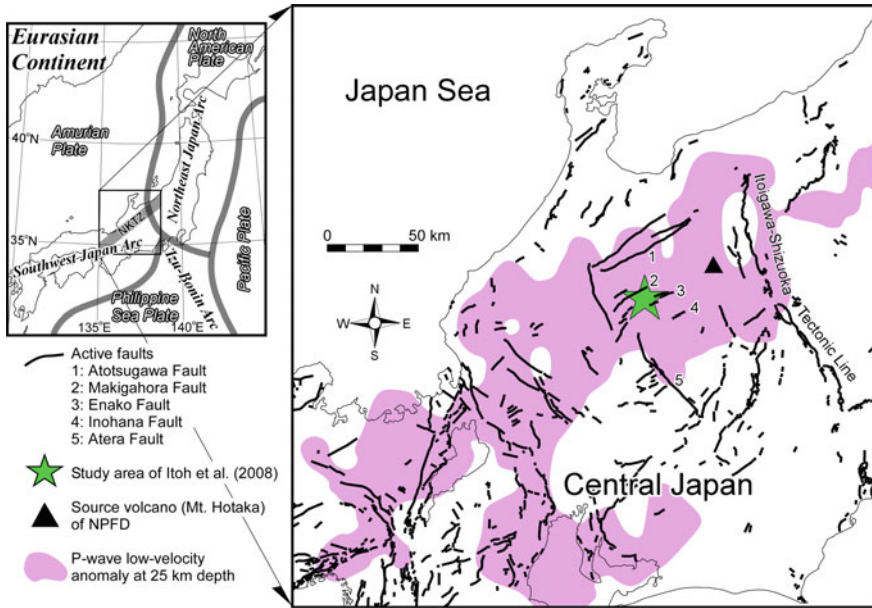 Eurasian
Continent
North
American
Plate
Amurian
Plate
40°N
35°N
NKTZ
Northeast Japan Arc
Southwest Japan Arc
Izu-Bonin Arc
Pacific Plate
Philippine
Sea Plate
135°E
140°E
Active faults
1: Atotsugawa Fault
2: Makigahora Fault
3: Enako Fault
4: Inohana Fault
5: Atera Fault
Study area of Itoh et al. (2008)
Source volcano (Mt. Hotaka)
of NPFD
P-wave low-velocity
anomaly at 25 km depth
Japan Sea
0
50 km
N
W
E
S
1
2
3
4
5
Itoigawa-Shizuoka
Tectonic Line
Central Japan